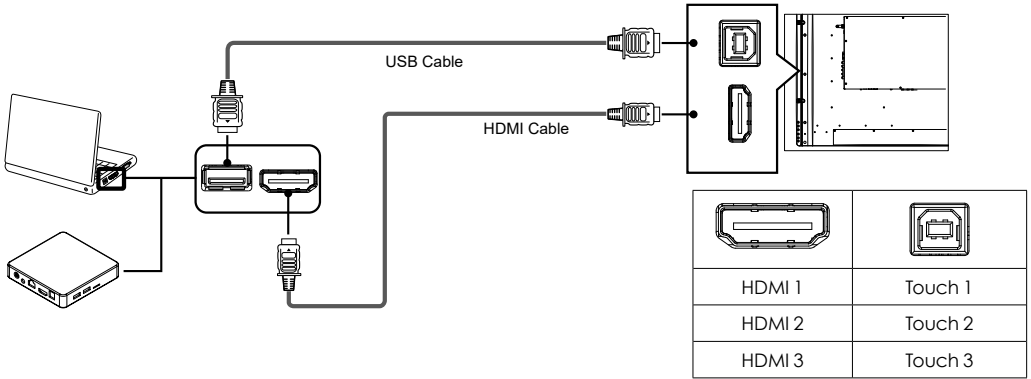 USB Cable
HDMI Cable
HDMI 1 Touch 1
HDMI 2 Touch 2
HDMI 3 Touch 3